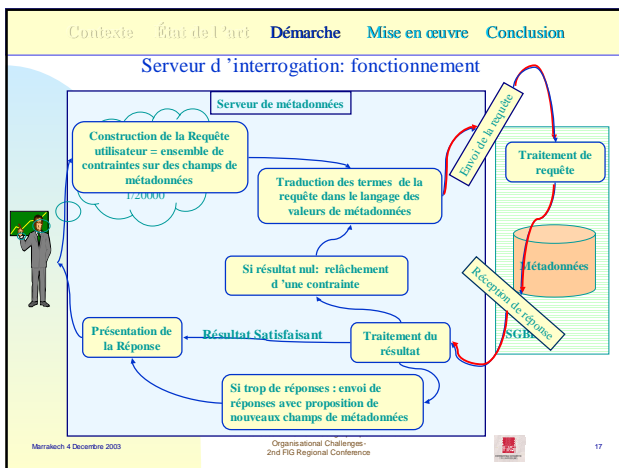 Contexte État de l'art Démarche Mise en œuvre Conclusion
Serveur d 'interrogation: fonctionnement
Serveur de métadonnées
Construction de la Requête
utilisateur = ensemble de
contraintes sur des champs de
métadonnées
1/20000
Traduction des termes de la
requête dans le langage des
valeurs de métadonnées
Envoi de la requête
Traitement de
requête
Métadonnées
Réception de réponse
Si résultat nul: relâchement
d 'une contrainte
Présentation de
la Réponse
Résultat Satisfaisant
Traitement du
résultat
Si trop de réponses : envoi de
réponses avec proposition de
nouveaux champs de métadonnées
Marrakech 4 Decembre 2003
Organisational Challenges-
2nd FIG Regional Conference
FIG
17